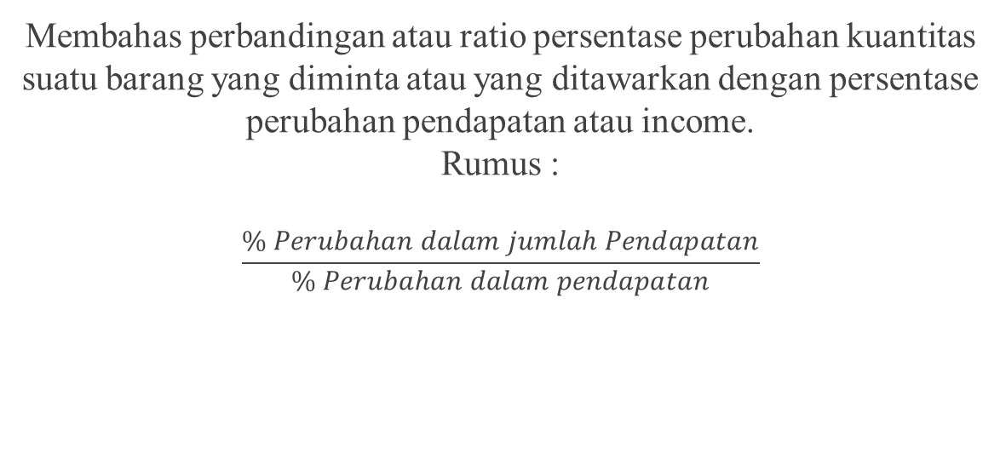 Membahas perbandingan atau ratio persentase perubahan kuantitas
suatu barang yang diminta atau yang ditawarkan dengan persentase
perubahan pendapatan atau income.
Rumus :
% Perubahan dalam jumlah Pendapatan
% Perubahan dalam pendapatan